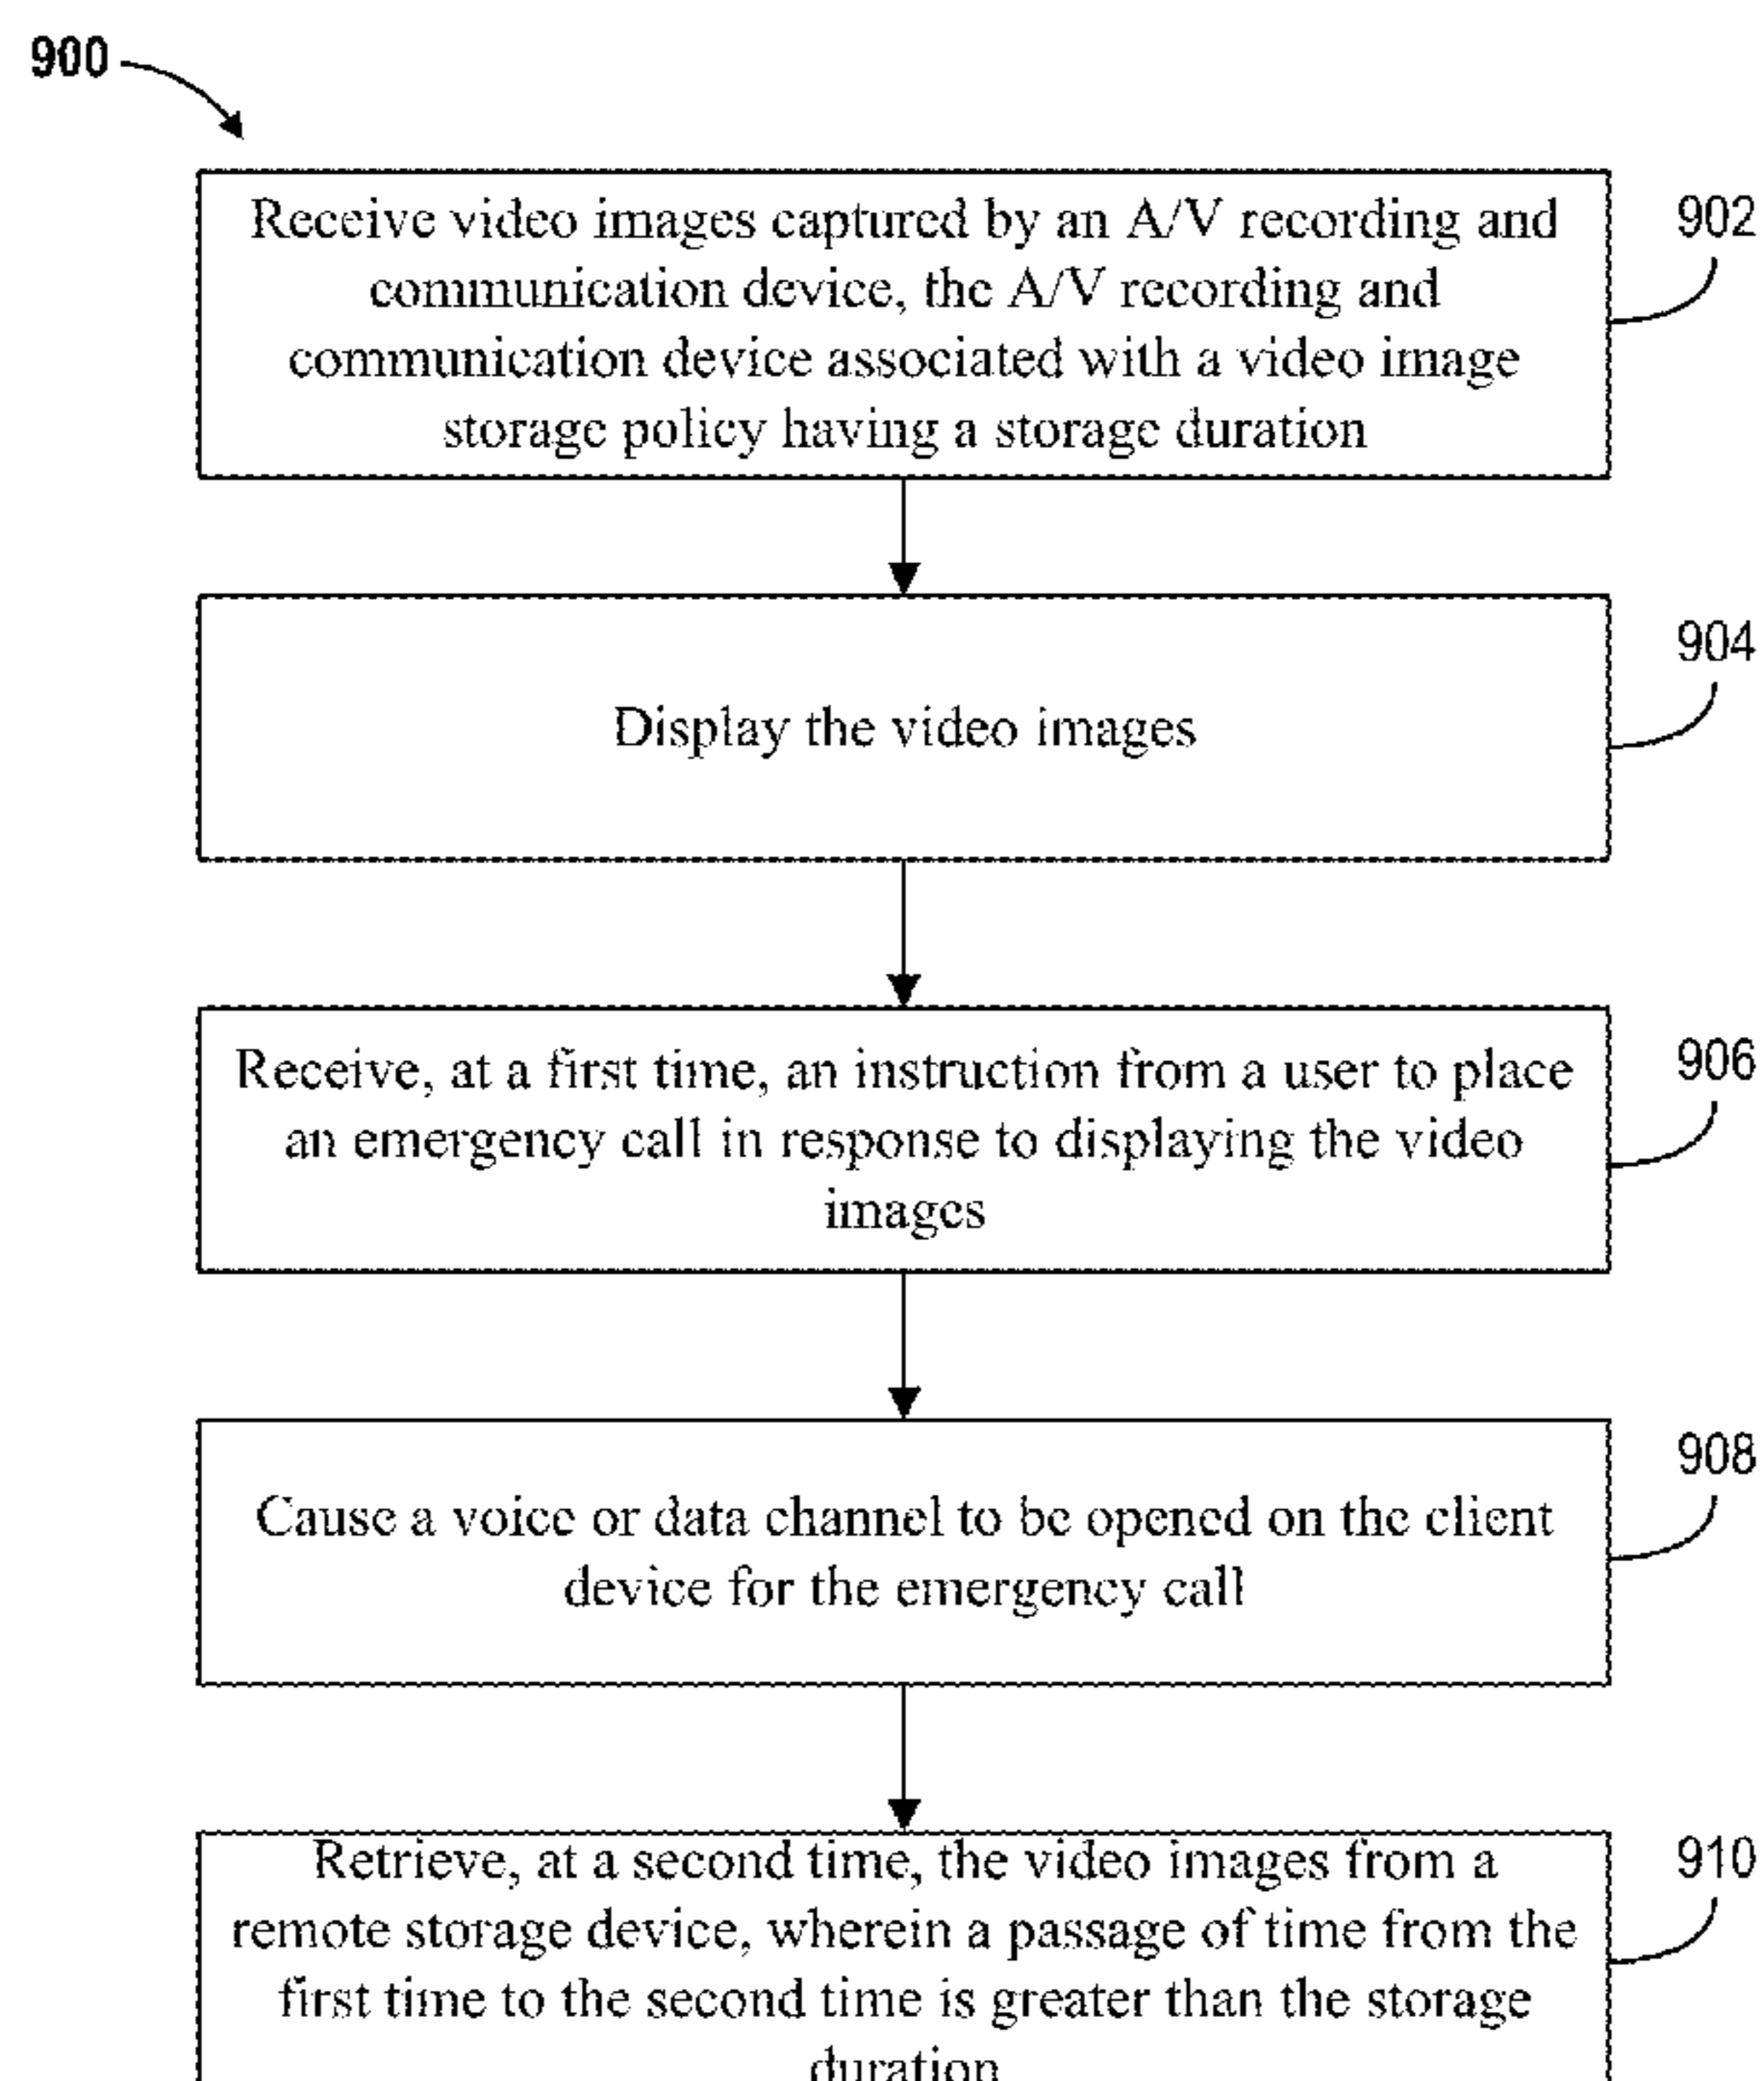 900
Receive video images captured by an A/V recording and
communication device, the A/V recording and
communication device associated with a video image
storage policy having a storage duration
902
Display the video images
904
Receive, at a first time, an instruction from a user to place
an emergency call in response to displaying the video
images
906
Cause a voice or data channel to be opened on the client
device for the emergency call
908
Retrieve, at a second time, the video images from a
remote storage device, wherein a passage of time from the
first time to the second time is greater than the storage
duration
910